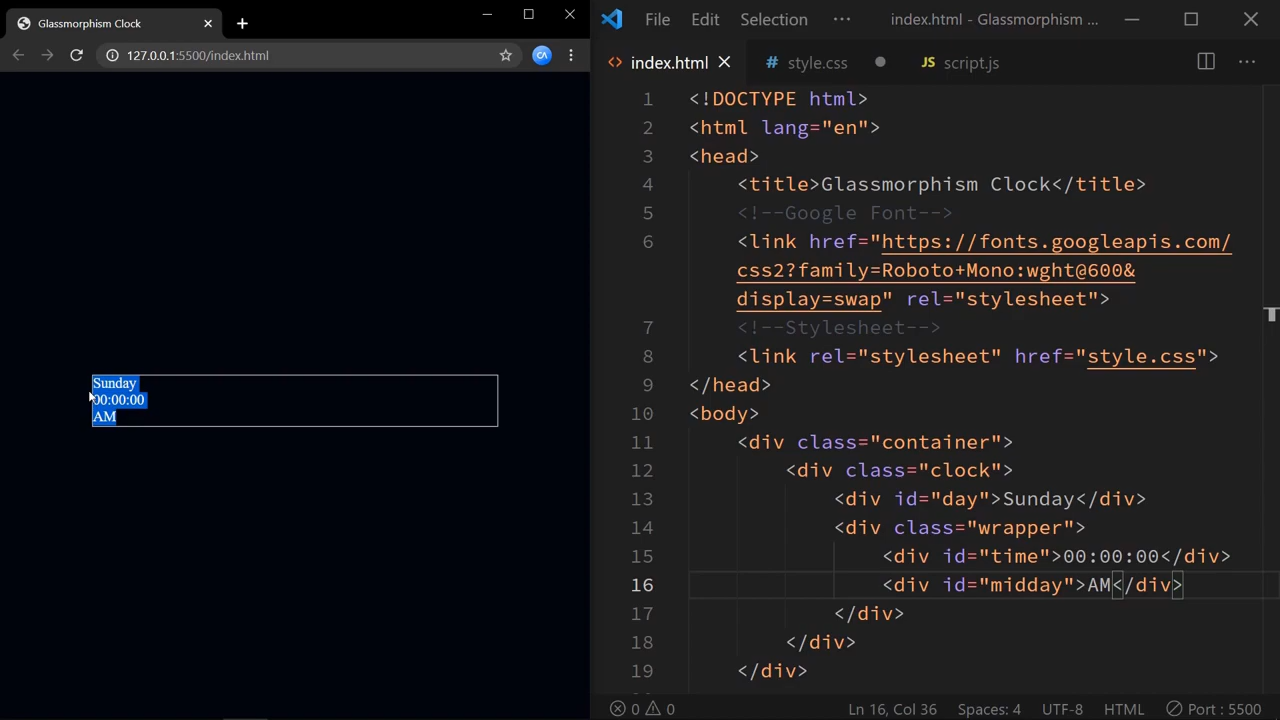 Glassmorphism Clock
127.0.0.1:5500/index.html
Sunday
00:00:00
AM
File Edit Selection ··· index.html - Glassmorphism ...
index.html # style.css JS script.js ···
1 <!DOCTYPE html>
2 <html lang="en">
3 <head>
4 <title>Glassmorphism Clock</title>
5 <!--Google Font-->
6 <link href="https://fonts.googleapis.com/
css2?family=Roboto+Mono:wght@600&
display=swap" rel="stylesheet">
7 <!--Stylesheet-->
8 <link rel="stylesheet" href="style.css">
9 </head>
10 <body>
11 <div class="container">
12 <div class="clock">
13 <div id="day">Sunday</div>
14 <div class="wrapper">
15 <div id="time">00:00:00</div>
16 <div id="midday">AM</div>
17 </div>
18 </div>
19 </div>
0 0 Ln 16, Col 36 Spaces: 4 UTF-8 HTML Port : 5500